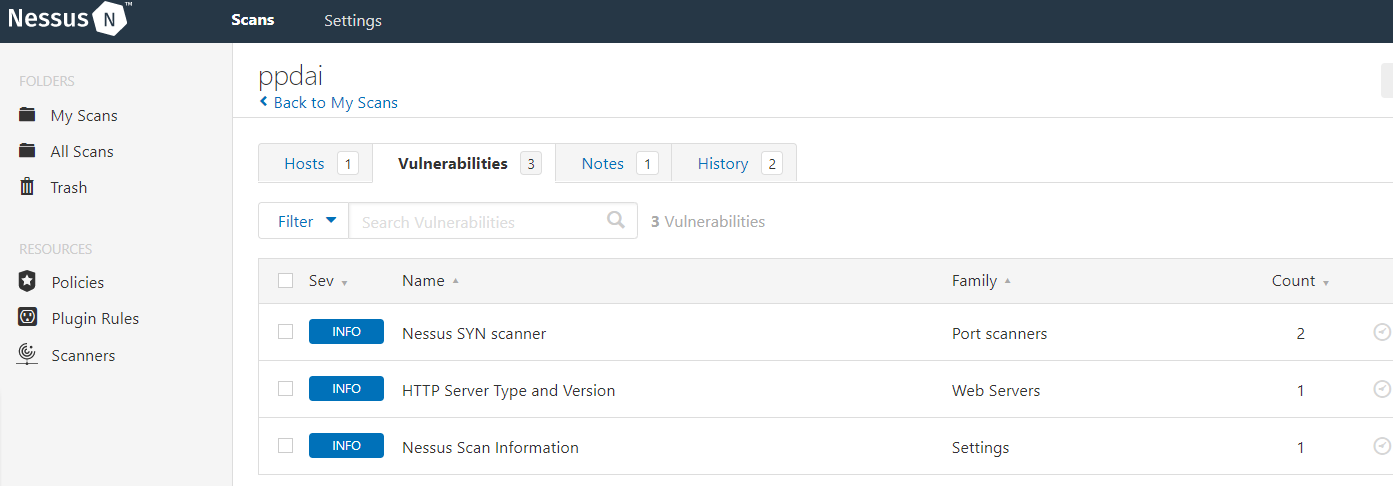 Nessus N ™ Scans Settings
FOLDERS
My Scans
All Scans
Trash
RESOURCES
Policies
Plugin Rules
Scanners
ppdai
Back to My Scans
Hosts 1 Vulnerabilities 3 Notes 1 History 2
Filter Search Vulnerabilities 3 Vulnerabilities
Sev Name Family Count
INFO Nessus SYN scanner Port scanners 2
INFO HTTP Server Type and Version Web Servers 1
INFO Nessus Scan Information Settings 1